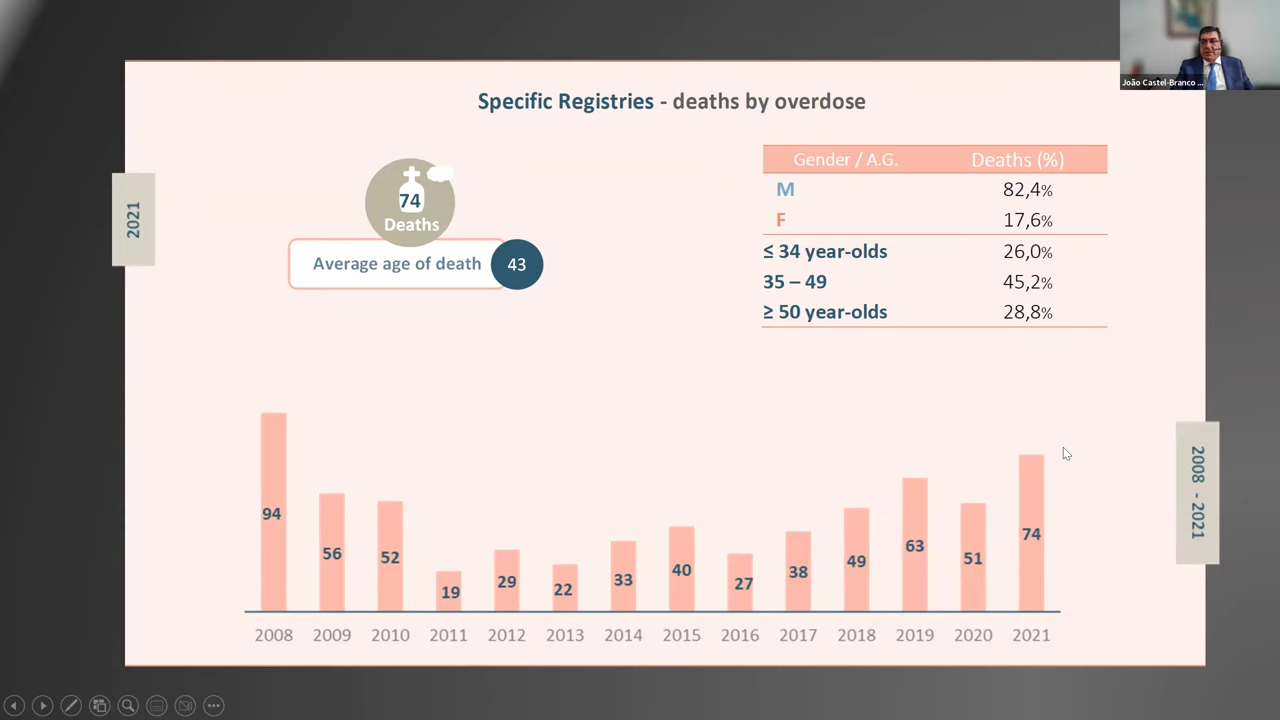 João Castel-Branco ...
Specific Registries - deaths by overdose
2021
74
Deaths
Average age of death 43
Gender / A.G. Deaths (%)
M 82,4%
F 17,6%
≤ 34 year-olds 26,0%
35 – 49 45,2%
≥ 50 year-olds 28,8%
2008 - 2021
94 56 52 19 29 22 33 40 27 38 49 63 51 74
2008 2009 2010 2011 2012 2013 2014 2015 2016 2017 2018 2019 2020 2021